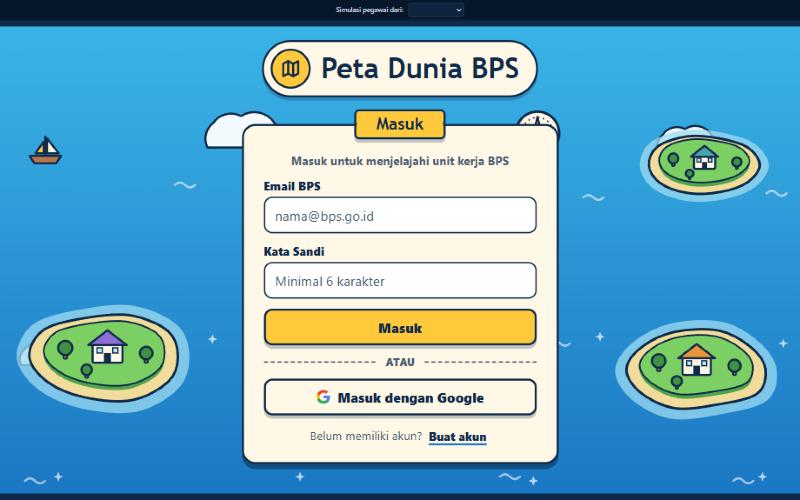 Simulasi pegawai dari:
Peta Dunia BPS
Masuk
Masuk untuk menjelajahi unit kerja BPS
Email BPS
nama@bps.go.id
Kata Sandi
Minimal 6 karakter
Masuk
ATAU
Masuk dengan Google
Belum memiliki akun? Buat akun